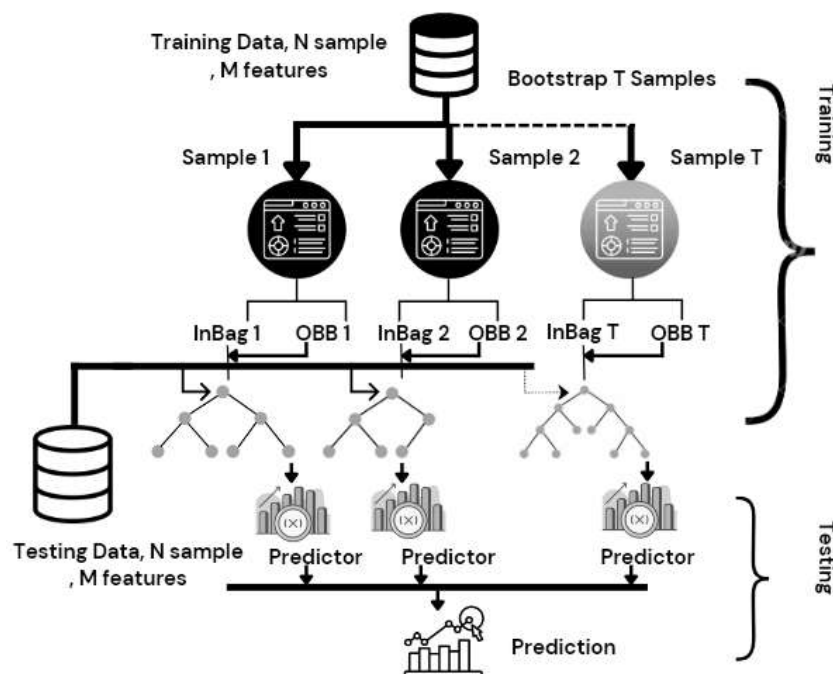 Training Data, N sample
, M features
Bootstrap T Samples
Training
Sample 1
Sample 2
Sample T
InBag 1
OBB 1
InBag 2
OBB 2
InBag T
OBB T
(X)
(X)
(X)
Testing Data, N sample
, M features
Predictor
Predictor
Predictor
Testing
Prediction